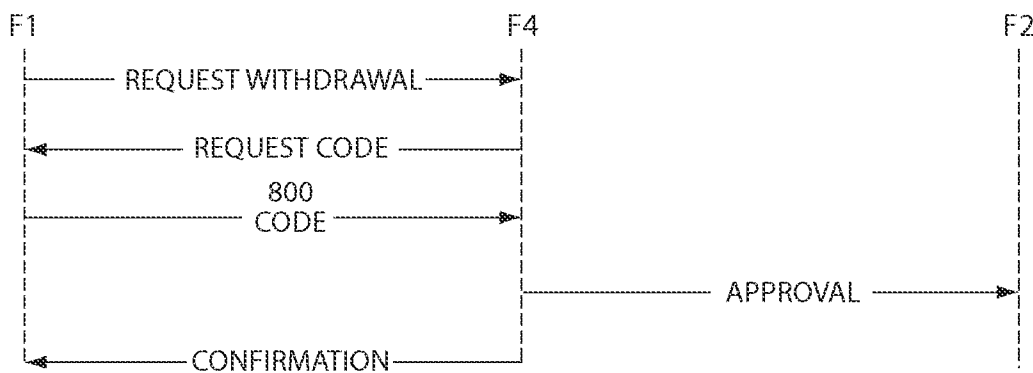 F1 F4 F2
REQUEST WITHDRAWAL
REQUEST CODE
800
CODE
APPROVAL
CONFIRMATION